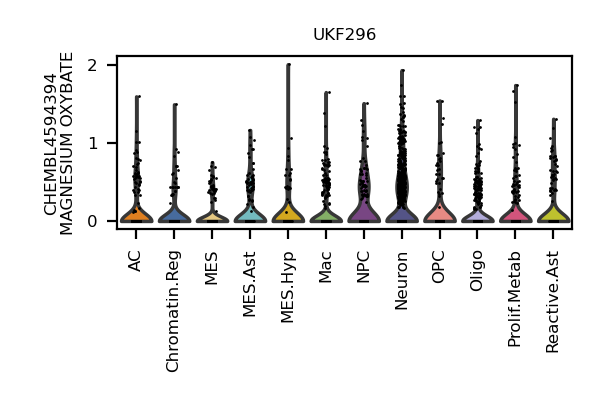 UKF296
CHEMBL4594394
MAGNESIUM OXYBATE
2
1
0
AC
Chromatin.Reg
MES
MES.Ast
MES.Hyp
Mac
NPC
Neuron
OPC
Oligo
Prolif.Metab
Reactive.Ast